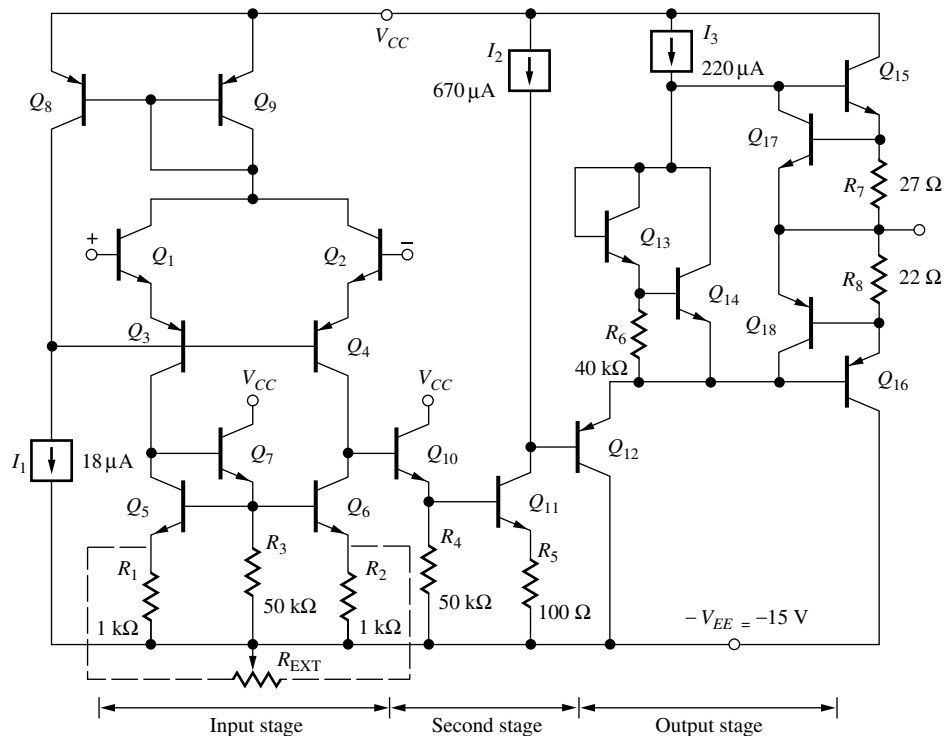 V_CC
I_2
670 µA
I_3
220 µA
Q_15
Q_8
Q_9
Q_17
R_7
27 Ω
+
Q_1
Q_2
−
Q_13
Q_14
R_8
22 Ω
Q_3
Q_4
R_6
40 kΩ
Q_18
Q_16
V_CC
V_CC
I_1
18 µA
Q_7
Q_10
Q_12
Q_5
Q_6
Q_11
R_1
R_3
R_2
R_4
R_5
1 kΩ
50 kΩ
1 kΩ
50 kΩ
100 Ω
−V_EE = −15 V
R_EXT
Input stage
Second stage
Output stage